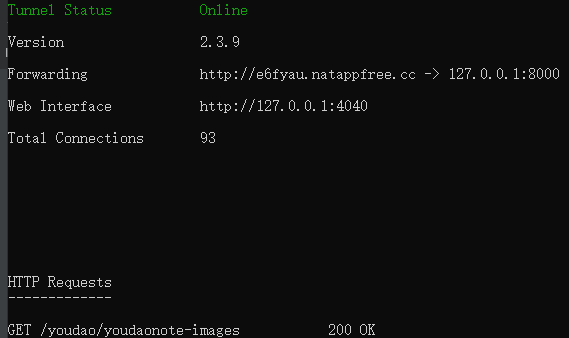 Tunnel Status Online
Version 2.3.9
Forwarding http://e6fyau.natappfree.cc -> 127.0.0.1:8000
Web Interface http://127.0.0.1:4040
Total Connections 93
HTTP Requests
-------------
GET /youdao/youdaonote-images 200 OK